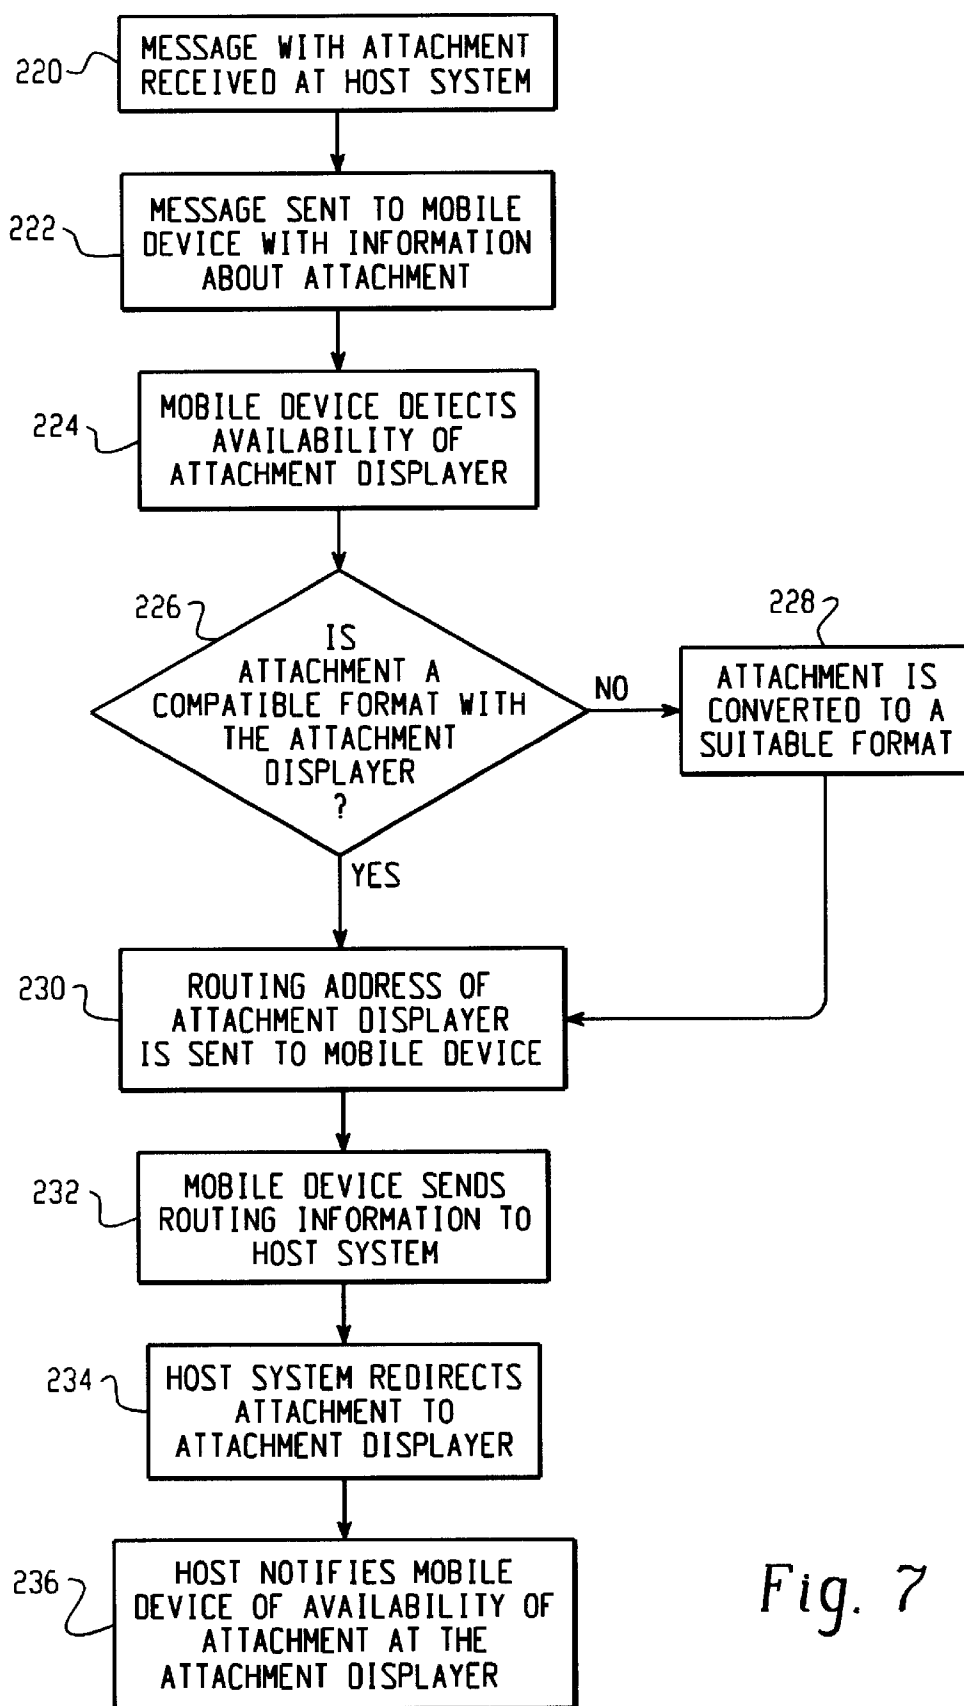 220
MESSAGE WITH ATTACHMENT
RECEIVED AT HOST SYSTEM
222
MESSAGE SENT TO MOBILE
DEVICE WITH INFORMATION
ABOUT ATTACHMENT
224
MOBILE DEVICE DETECTS
AVAILABILITY OF
ATTACHMENT DISPLAYER
226
IS
ATTACHMENT A
COMPATIBLE FORMAT WITH
THE ATTACHMENT
DISPLAYER
?
NO
228
ATTACHMENT IS
CONVERTED TO A
SUITABLE FORMAT
YES
230
ROUTING ADDRESS OF
ATTACHMENT DISPLAYER
IS SENT TO MOBILE DEVICE
232
MOBILE DEVICE SENDS
ROUTING INFORMATION TO
HOST SYSTEM
234
HOST SYSTEM REDIRECTS
ATTACHMENT TO
ATTACHMENT DISPLAYER
236
HOST NOTIFIES MOBILE
DEVICE OF AVAILABILITY OF
ATTACHMENT AT THE
ATTACHMENT DISPLAYER
Fig. 7